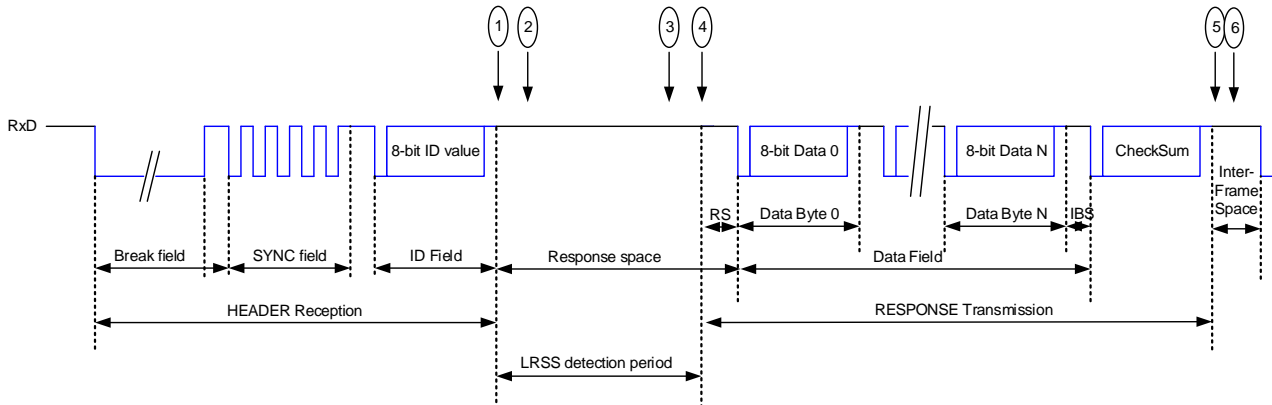 1 2 3 4 5 6
RxD
8-bit ID value
8-bit Data 0
8-bit Data N
CheckSum
Inter-
Frame
Space
RS
Data Byte 0
Data Byte N
IBS
Break field
SYNC field
ID Field
Response space
Data Field
HEADER Reception
RESPONSE Transmission
LRSS detection period